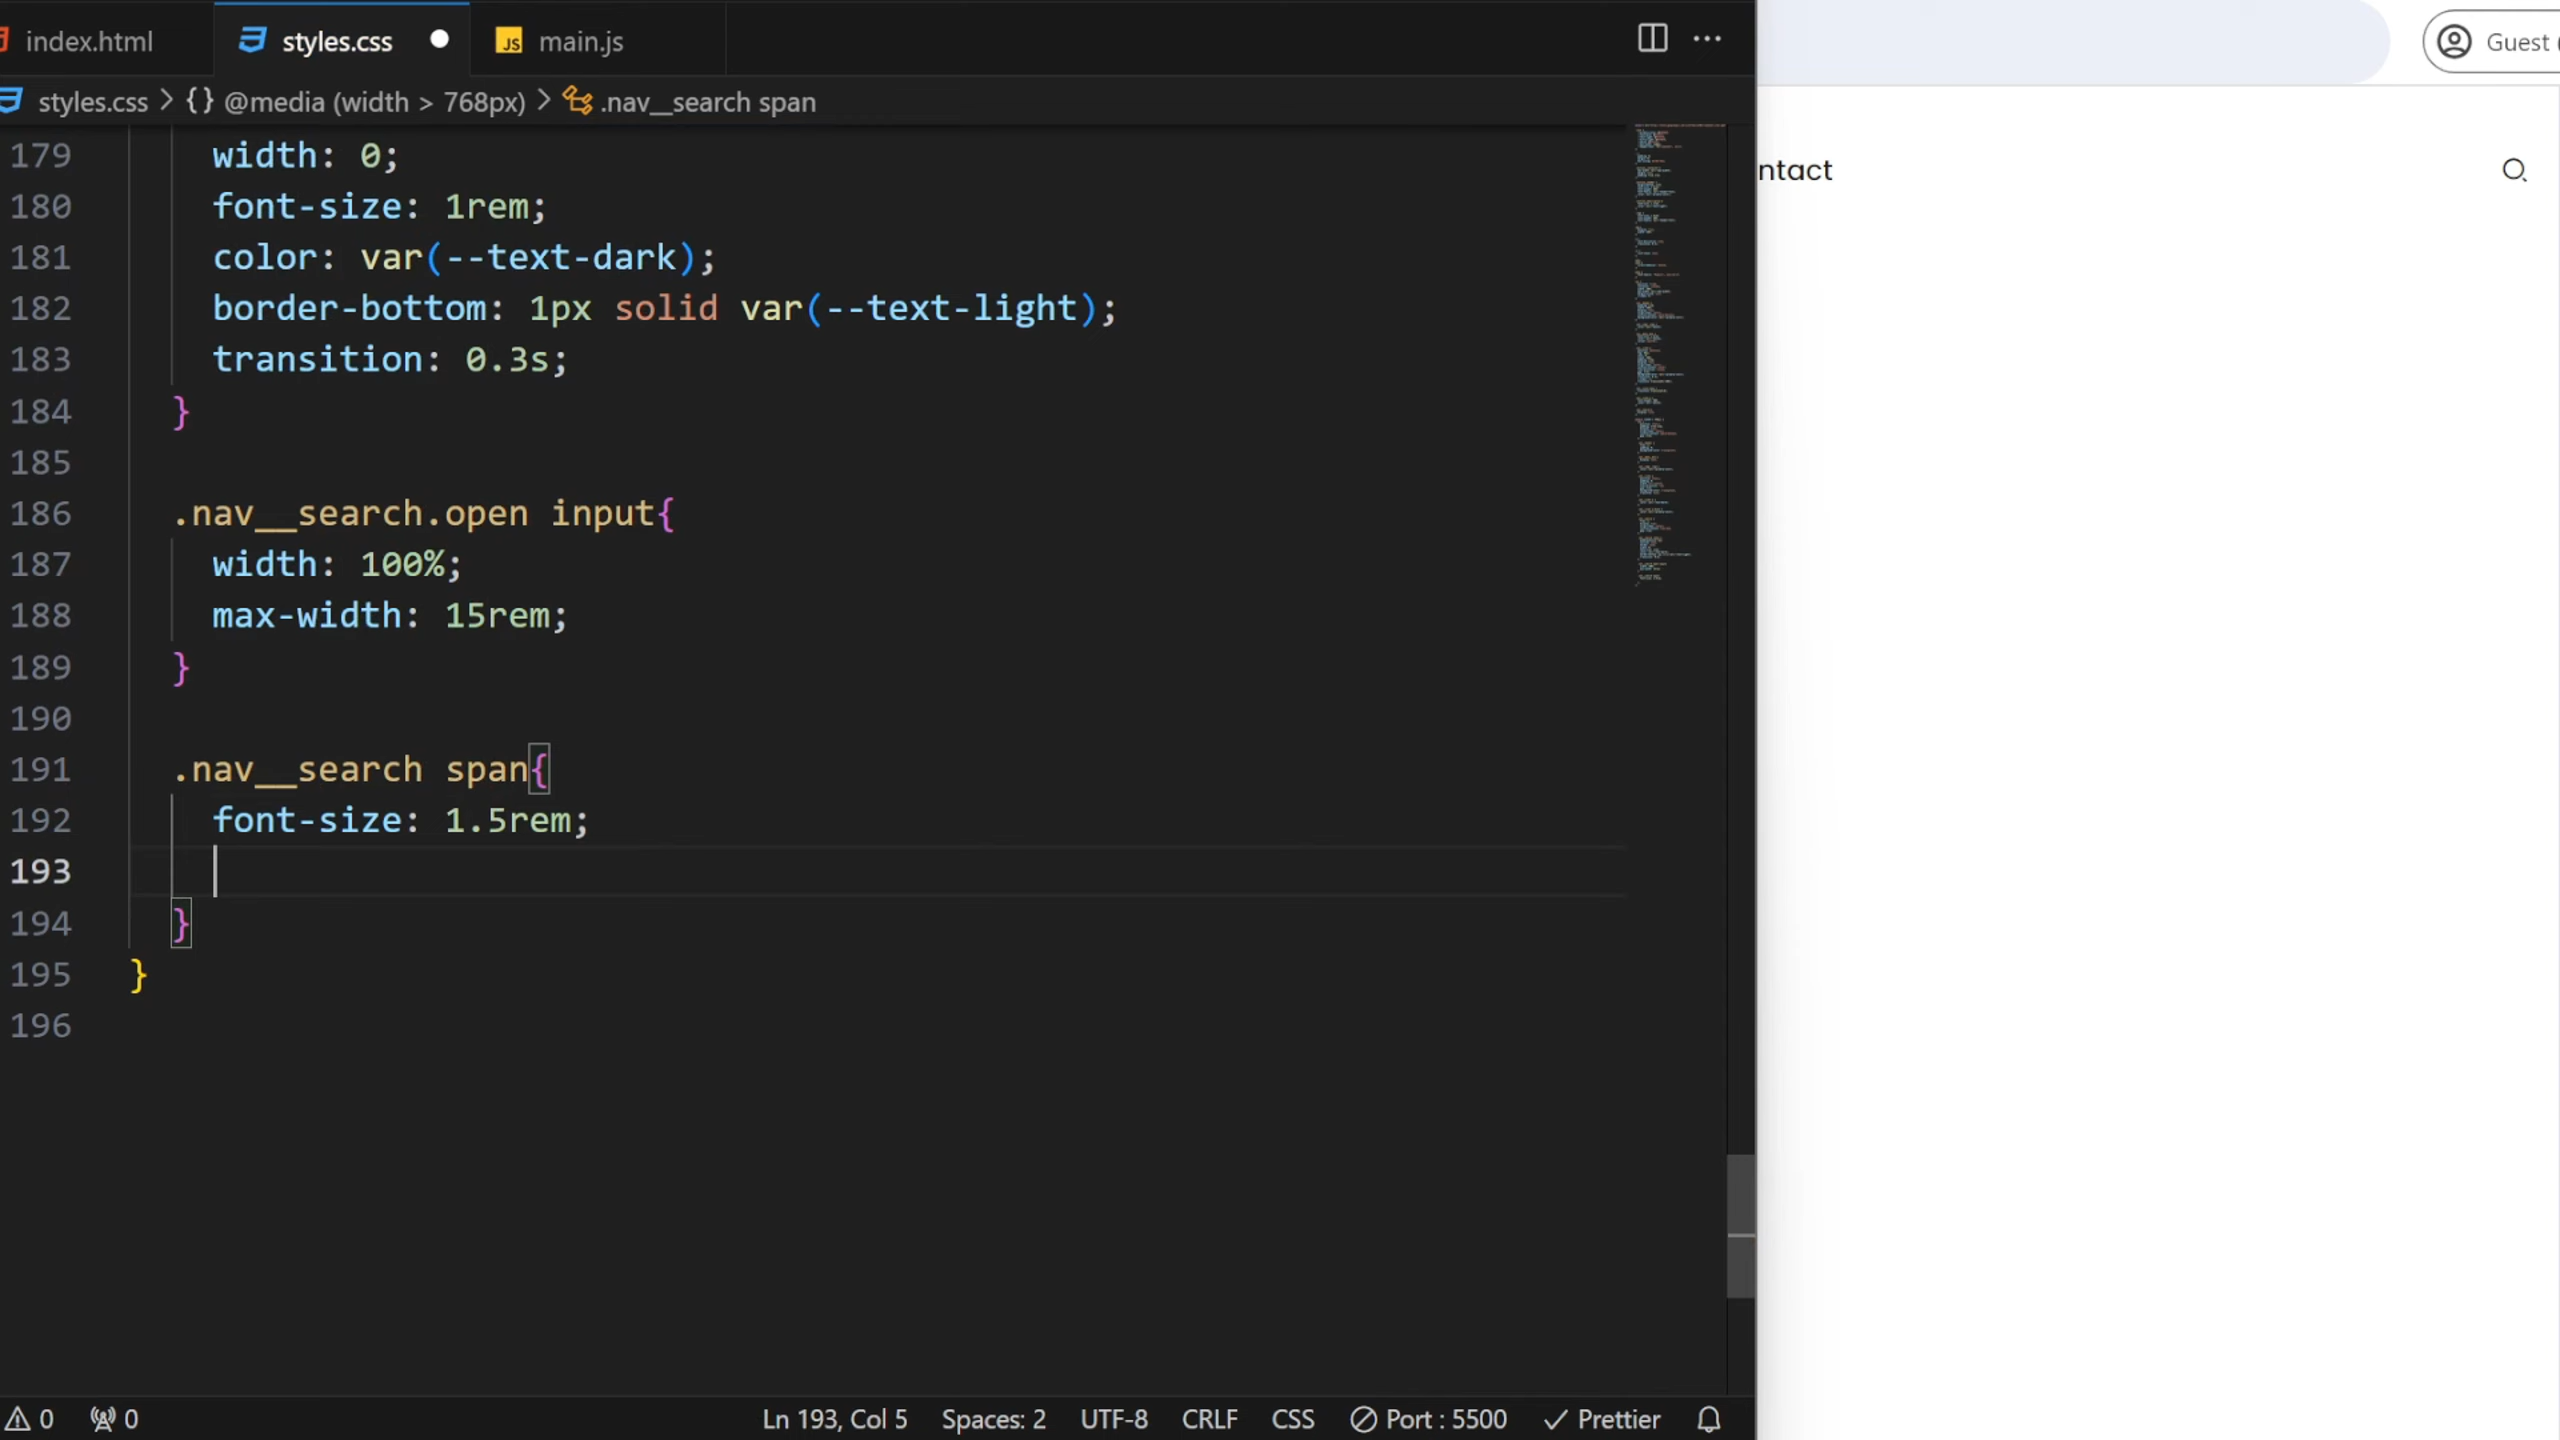 index.html styles.css JS main.js
Guest (
styles.css > {} @media (width > 768px) > .nav__search span
179 width: 0;
180 font-size: 1rem;
181 color: var(--text-dark);
182 border-bottom: 1px solid var(--text-light);
183 transition: 0.3s;
184 }
185
186 .nav__search.open input{
187 width: 100%;
188 max-width: 15rem;
189 }
190
191 .nav__search span{
192 font-size: 1.5rem;
193
194 }
195 }
196
ntact
0 0 Ln 193, Col 5 Spaces: 2 UTF-8 CRLF CSS Port : 5500 Prettier